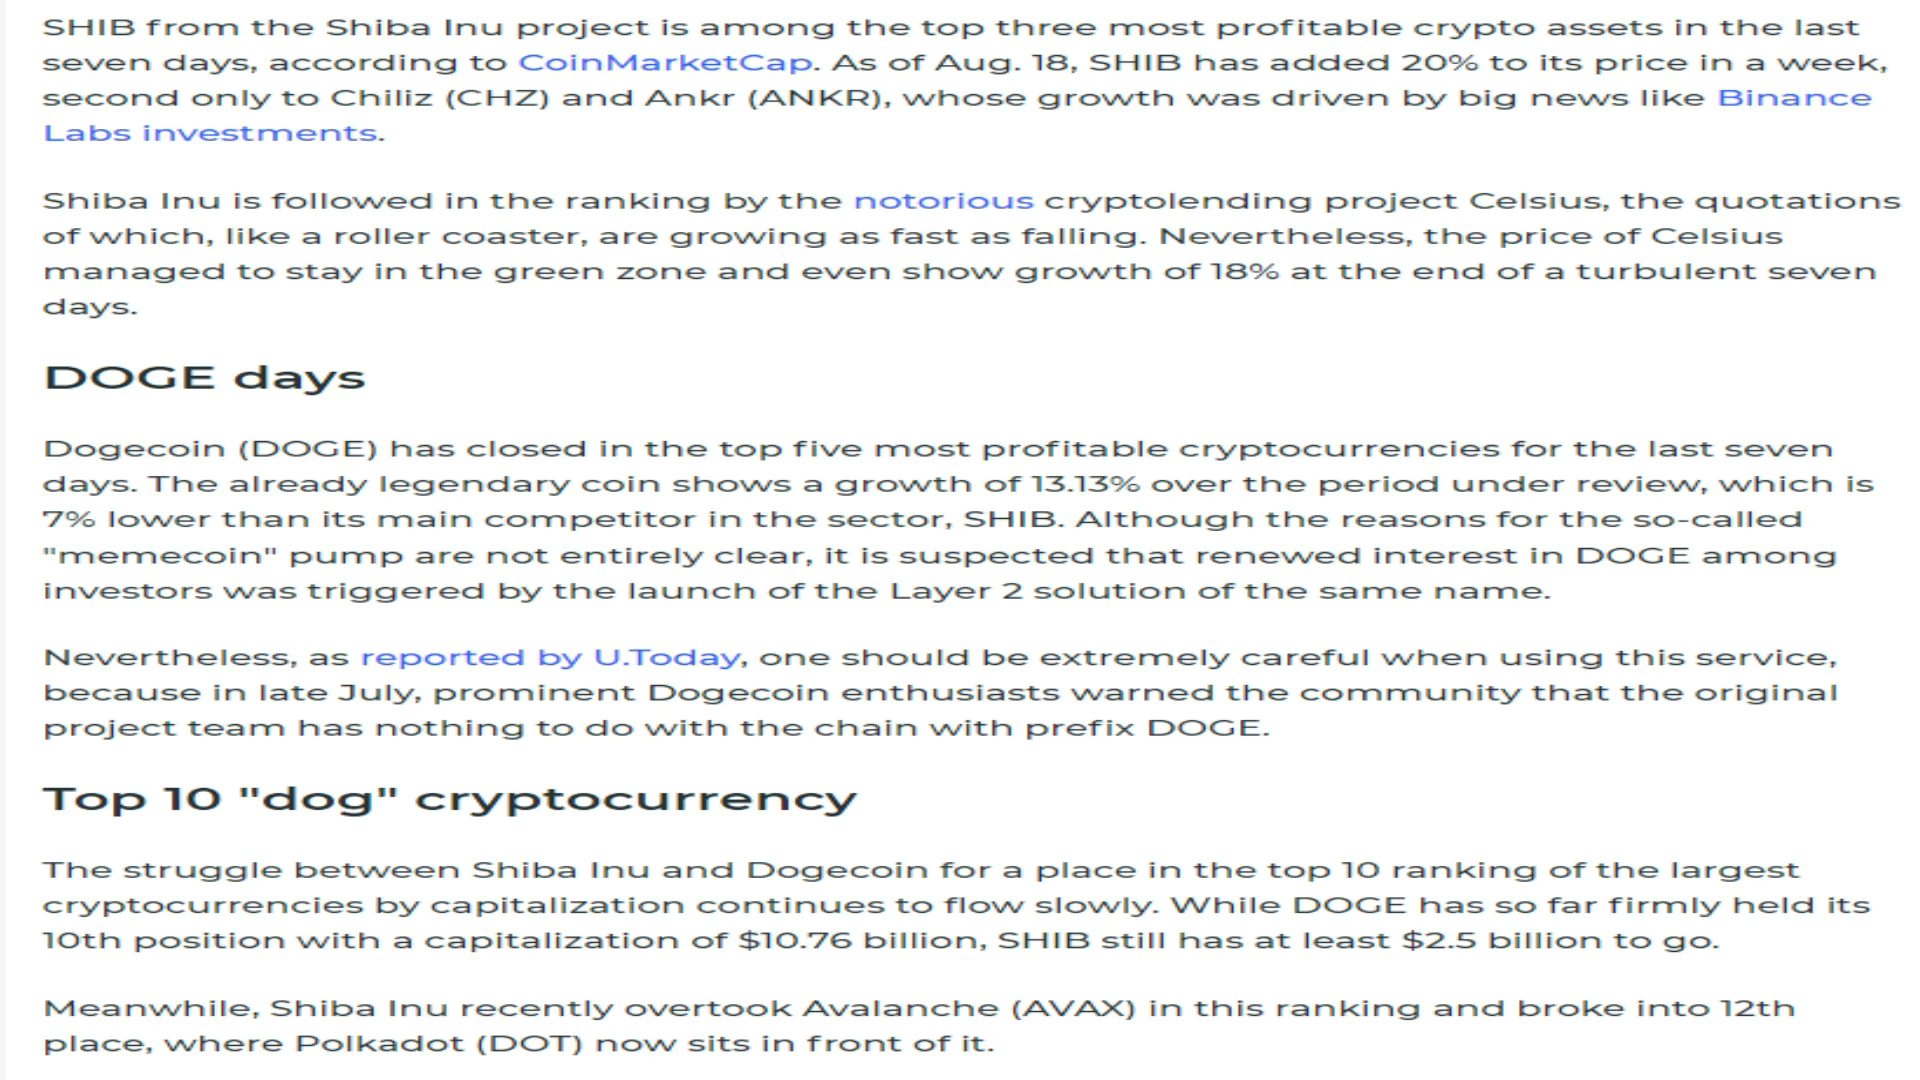 SHIB from the Shiba Inu project is among the top three most profitable crypto assets in the last
seven days, according to CoinMarketCap. As of Aug. 18, SHIB has added 20% to its price in a week,
second only to Chiliz (CHZ) and Ankr (ANKR), whose growth was driven by big news like Binance
Labs investments.
Shiba Inu is followed in the ranking by the notorious cryptolending project Celsius, the quotations
of which, like a roller coaster, are growing as fast as falling. Nevertheless, the price of Celsius
managed to stay in the green zone and even show growth of 18% at the end of a turbulent seven
days.
DOGE days
Dogecoin (DOGE) has closed in the top five most profitable cryptocurrencies for the last seven
days. The already legendary coin shows a growth of 13.13% over the period under review, which is
7% lower than its main competitor in the sector, SHIB. Although the reasons for the so-called
"memecoin" pump are not entirely clear, it is suspected that renewed interest in DOGE among
investors was triggered by the launch of the Layer 2 solution of the same name.
Nevertheless, as reported by U.Today, one should be extremely careful when using this service,
because in late July, prominent Dogecoin enthusiasts warned the community that the original
project team has nothing to do with the chain with prefix DOGE.
Top 10 "dog" cryptocurrency
The struggle between Shiba Inu and Dogecoin for a place in the top 10 ranking of the largest
cryptocurrencies by capitalization continues to flow slowly. While DOGE has so far firmly held its
10th position with a capitalization of $10.76 billion, SHIB still has at least $2.5 billion to go.
Meanwhile, Shiba Inu recently overtook Avalanche (AVAX) in this ranking and broke into 12th
place, where Polkadot (DOT) now sits in front of it.